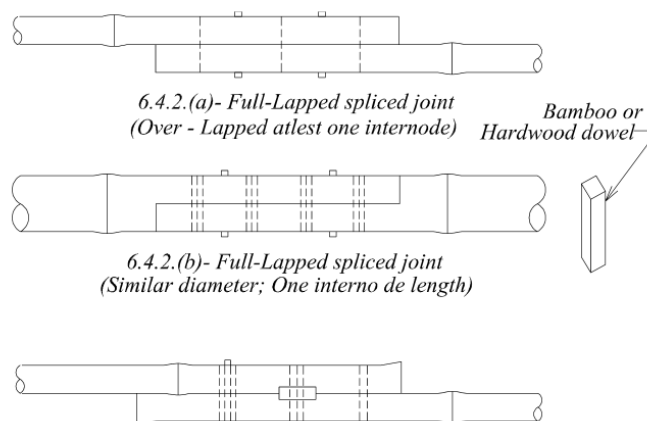 6.4.2.(a)- Full-Lapped spliced joint
(Over - Lapped atlest one internode)
Bamboo or
Hardwood dowel
6.4.2.(b)- Full-Lapped spliced joint
(Similar diameter; One interno de length)